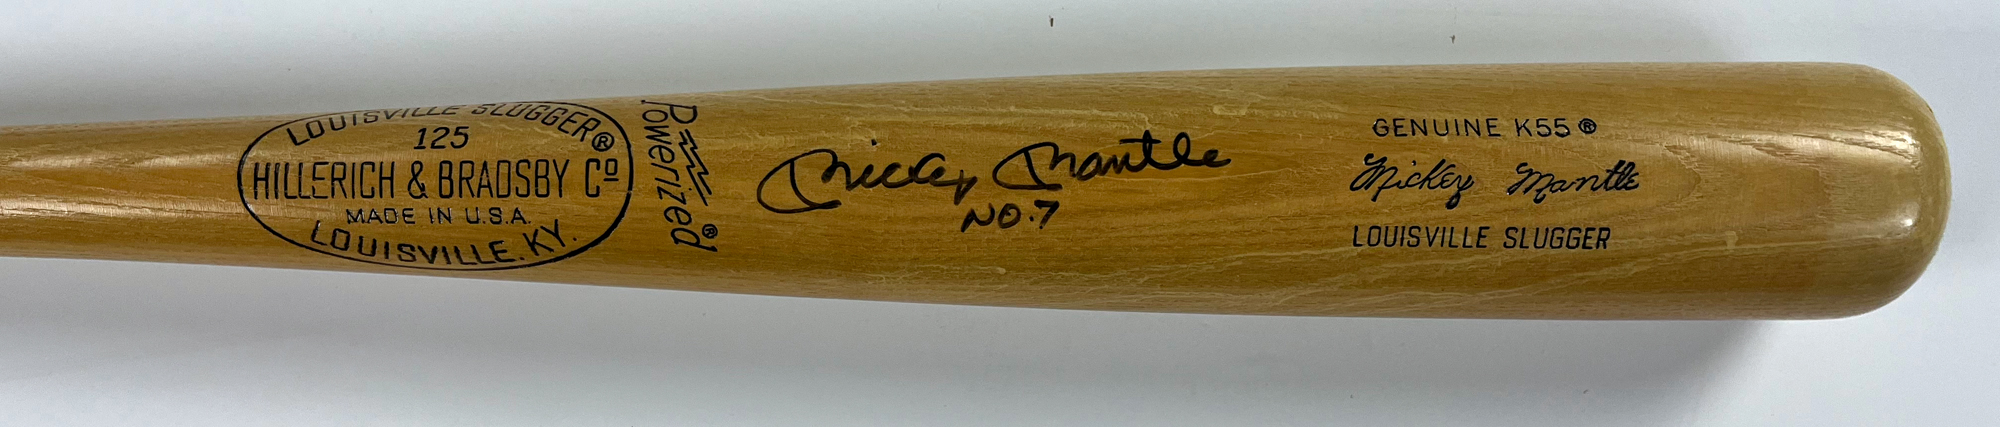 LOUISVILLE SLUGGER®
125
HILLERICH & BRADSBY Cº
MADE IN U.S.A.
LOUISVILLE, KY.
Powerized®
Mickey Mantle
NO.7
GENUINE K55®
Mickey Mantle
LOUISVILLE SLUGGER